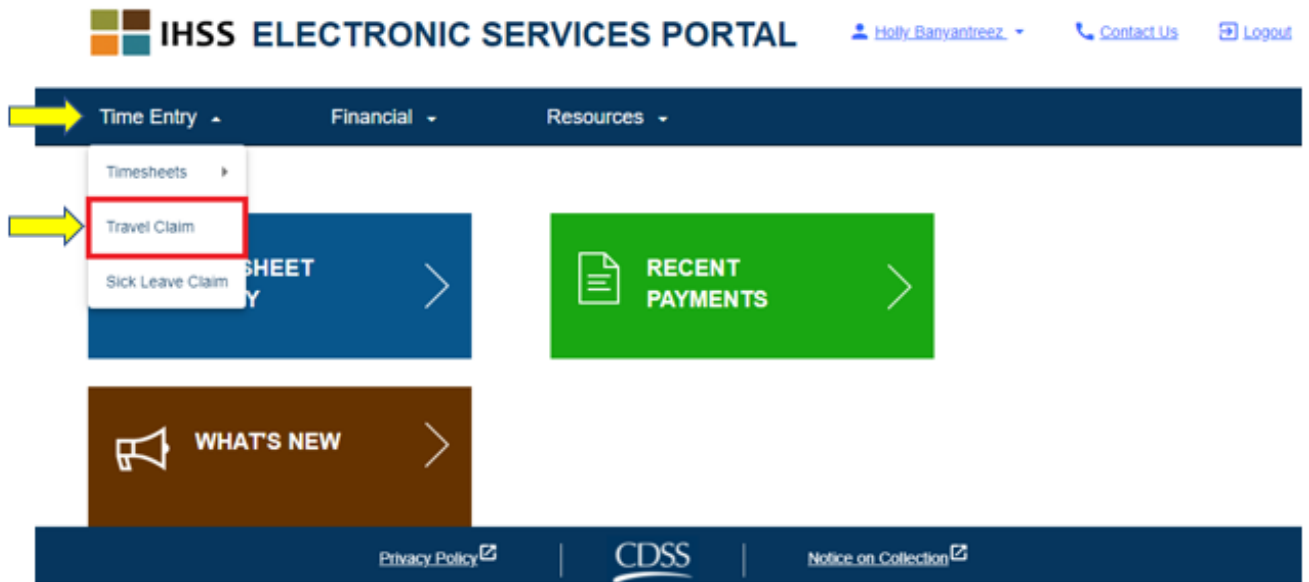 IHSS ELECTRONIC SERVICES PORTAL
Holly Banyantreez
Contact Us
Logout
Time Entry
Financial
Resources
Timesheets
Travel Claim
Sick Leave Claim
SHEET
Y
RECENT
PAYMENTS
WHAT'S NEW
Privacy Policy
CDSS
Notice on Collection